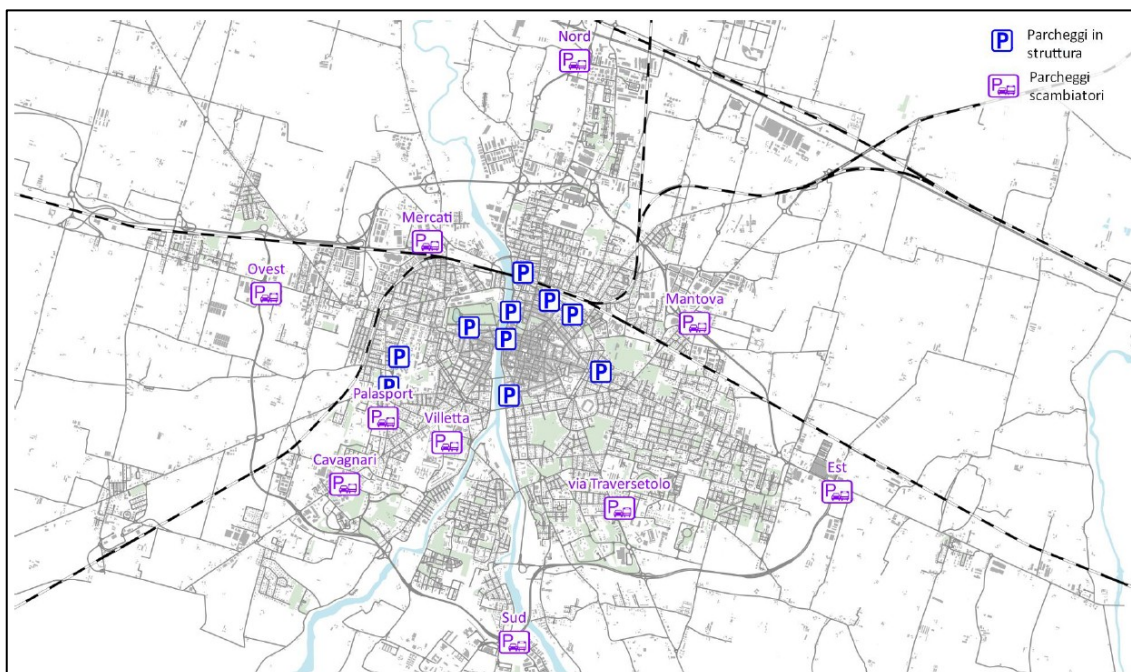 Nord
P
Parcheggi in
struttura
P
Parcheggi
scambiatori
P
Mercati
P
Ovest
P
P
P
P
P
P
P
Mantova
P
P
P
P
P
P
Palasport
P
Villetta
P
Cavagnari
P
Est
P
via Traversetolo
P
Sud
P